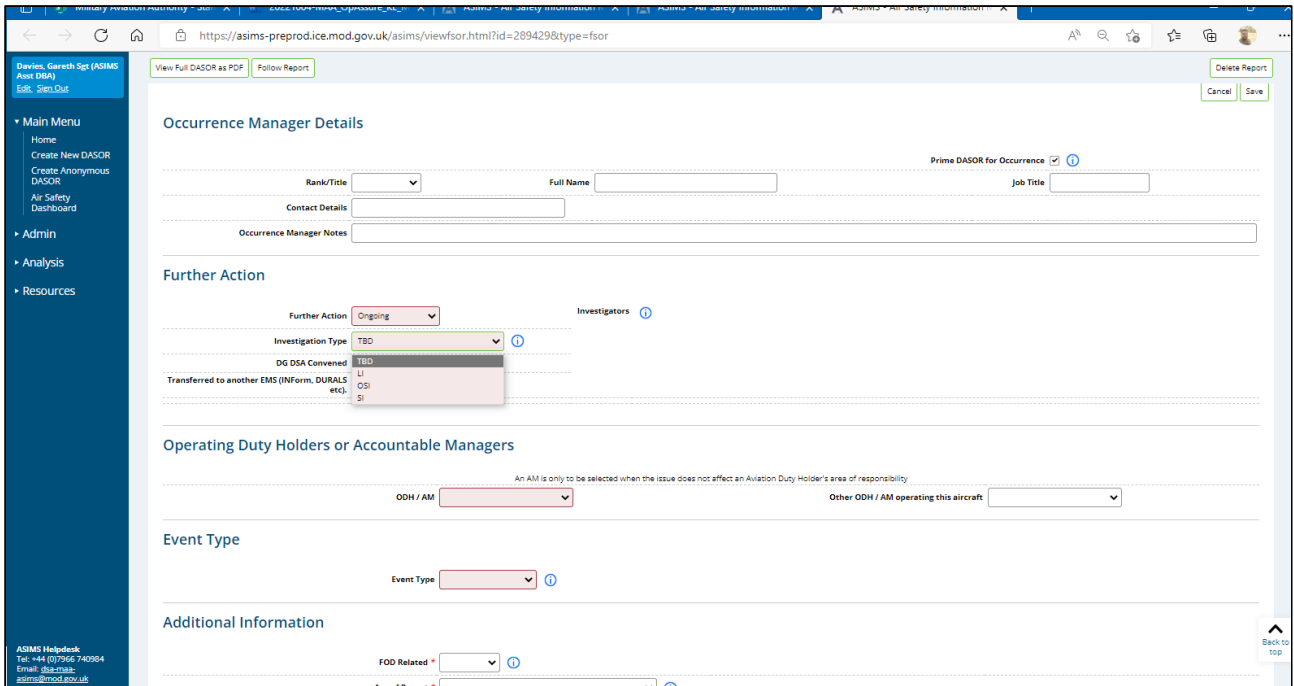 Military Aviation Authority - Sta
20221004-MAA_OpAssure_RE_
ASIMS - Air Safety Information
ASIMS - Air Safety Information
ASIMS - Air Safety Information
https://asims-preprod.ice.mod.gov.uk/asims/viewfsor.html?id=289429&type=fsor
Davies, Gareth Sgt (ASIMS
Asst DBA)
Edit Sign Out
Main Menu
Home
Create New DASOR
Create Anonymous
DASOR
Air Safety
Dashboard
Admin
Analysis
Resources
ASIMS Helpdesk
Tel: +44 (0)7966 740984
Email: dsa-maa-
asims@mod.gov.uk
View Full DASOR as PDF Follow Report Delete Report
Cancel Save
Occurrence Manager Details
Prime DASOR for Occurrence
Rank/Title Full Name Job Title
Contact Details
Occurrence Manager Notes
Further Action
Further Action Ongoing Investigators
Investigation Type TBD
DG DSA Convened TBD
LI
Transferred to another EMS (INForm, DURALS
etc).
OSI
SI
Operating Duty Holders or Accountable Managers
An AM is only to be selected when the issue does not affect an Aviation Duty Holder's area of responsibility
ODH / AM Other ODH / AM operating this aircraft
Event Type
Event Type
Additional Information
FOD Related *
Back to
top